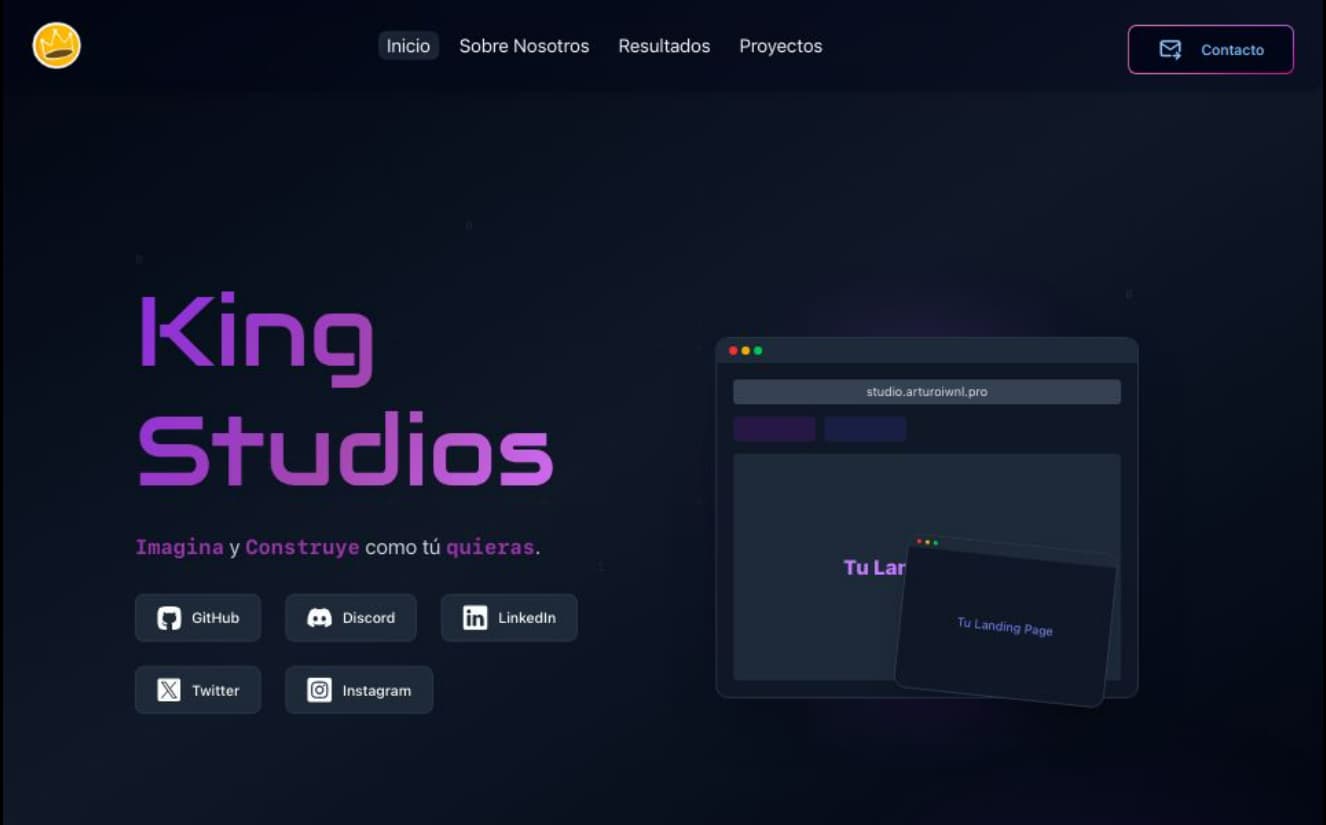 Inicio Sobre Nosotros Resultados Proyectos Contacto
King
Studios
Imagina y Construye como tú quieras.
GitHub Discord LinkedIn
Twitter Instagram
studio.arturoiwnl.pro
Tu Lan
Tu Landing Page